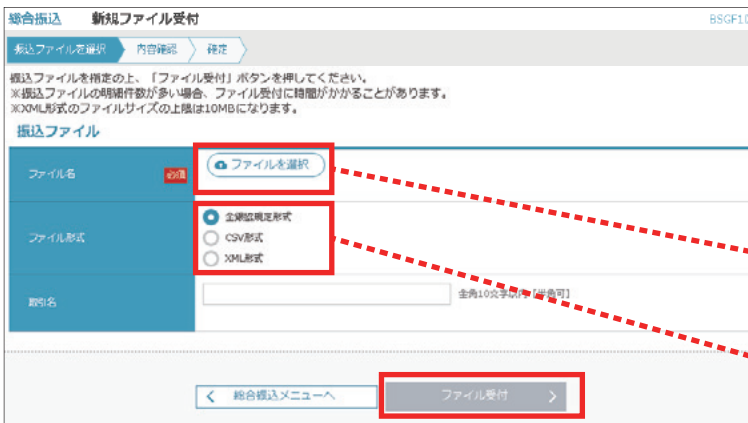 総合振込 新規ファイル受付 BSGF10
振込ファイルを選択 内容確認 確定
振込ファイルを指定の上、「ファイル受付」ボタンを押してください。
※振込ファイルの明細件数が多い場合、ファイル受付に時間がかかることがあります。
※XML形式のファイルサイズの上限は10MBになります。
振込ファイル
ファイル名 必須 ファイルを選択
ファイル形式
全銀協規定形式
CSV形式
XML形式
取引名 全角10文字以内 [半角可]
総合振込メニューへ ファイル受付